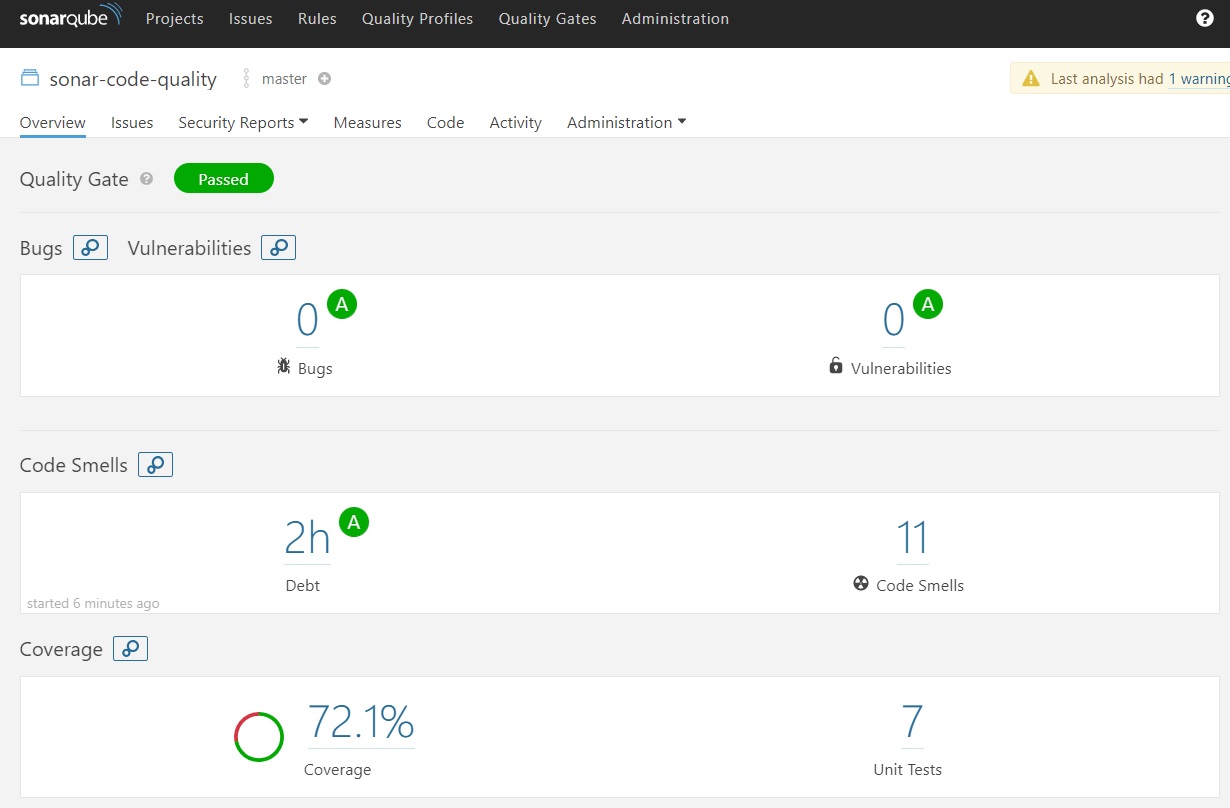 sonarqube Projects Issues Rules Quality Profiles Quality Gates Administration ?
sonar-code-quality master Last analysis had 1 warning
Overview Issues Security Reports Measures Code Activity Administration
Quality Gate ? Passed
Bugs Vulnerabilities
0 A 0 A
Bugs Vulnerabilities
Code Smells
2h A 11
Debt Code Smells
started 6 minutes ago
Coverage
72.1% 7
Coverage Unit Tests